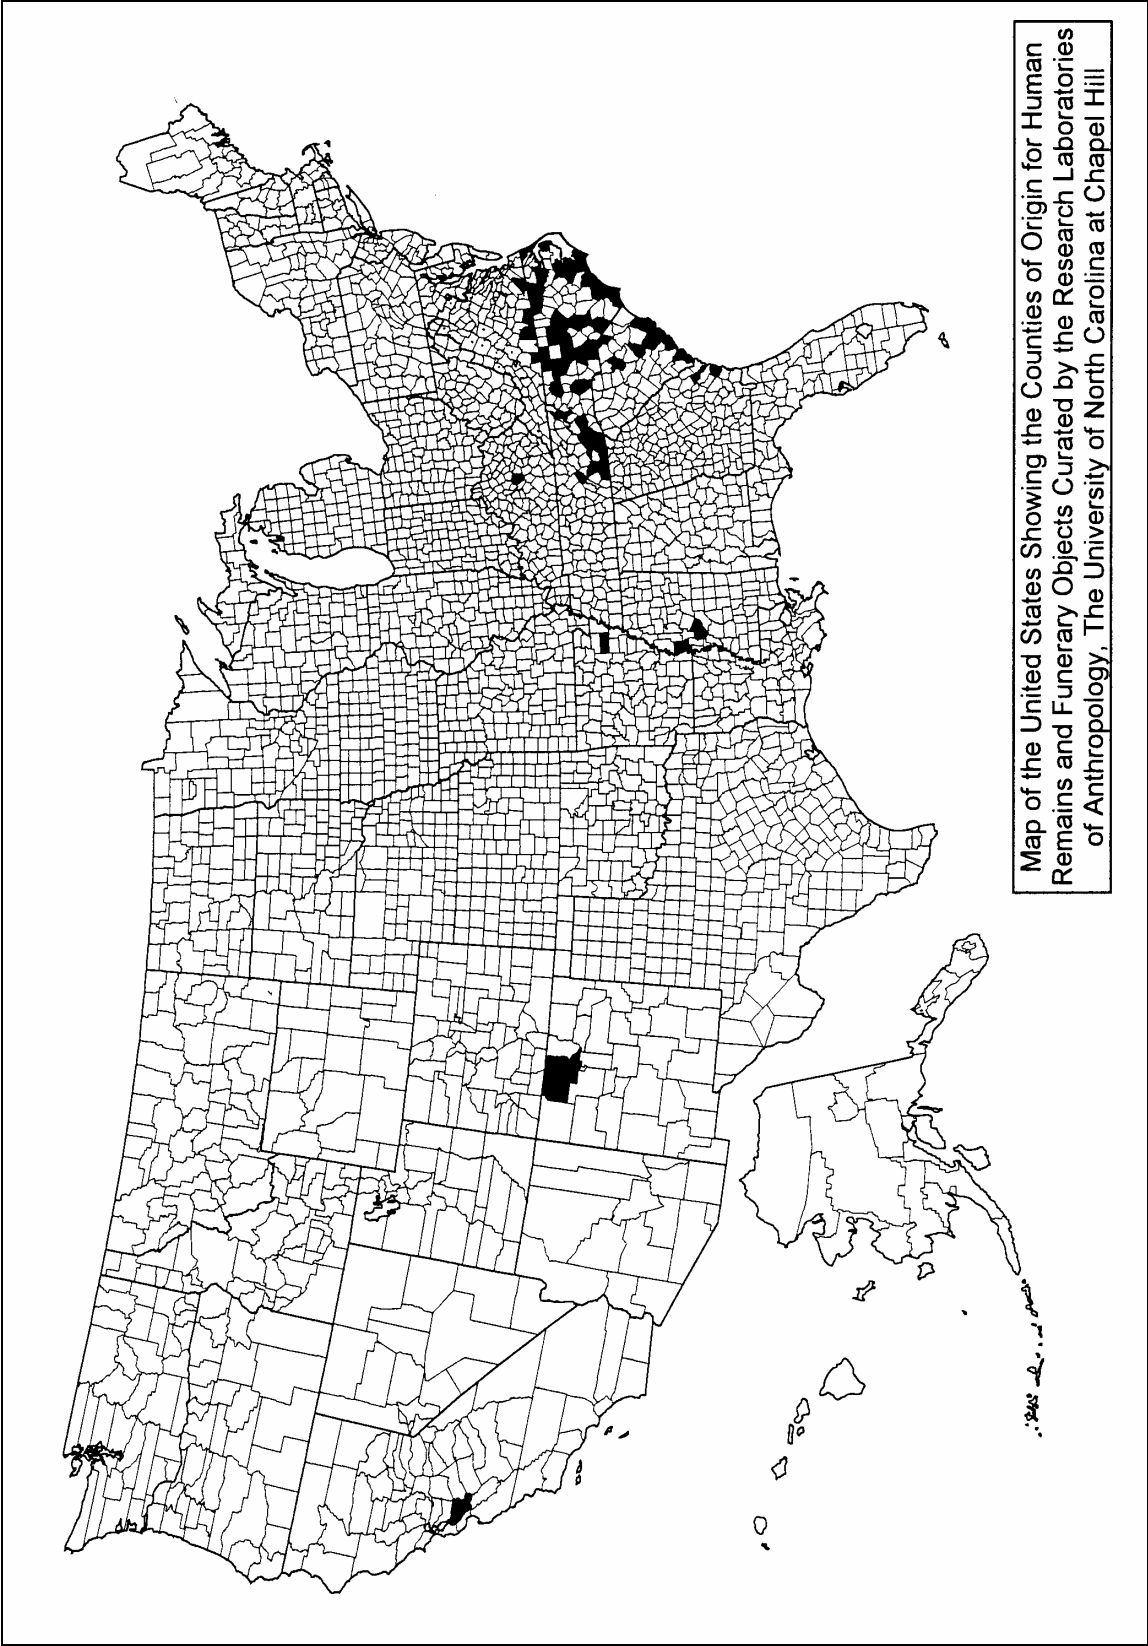 Map of the United States Showing the Counties of Origin for Human
Remains and Funerary Objects Curated by the Research Laboratories
of Anthropology, The University of North Carolina at Chapel Hill